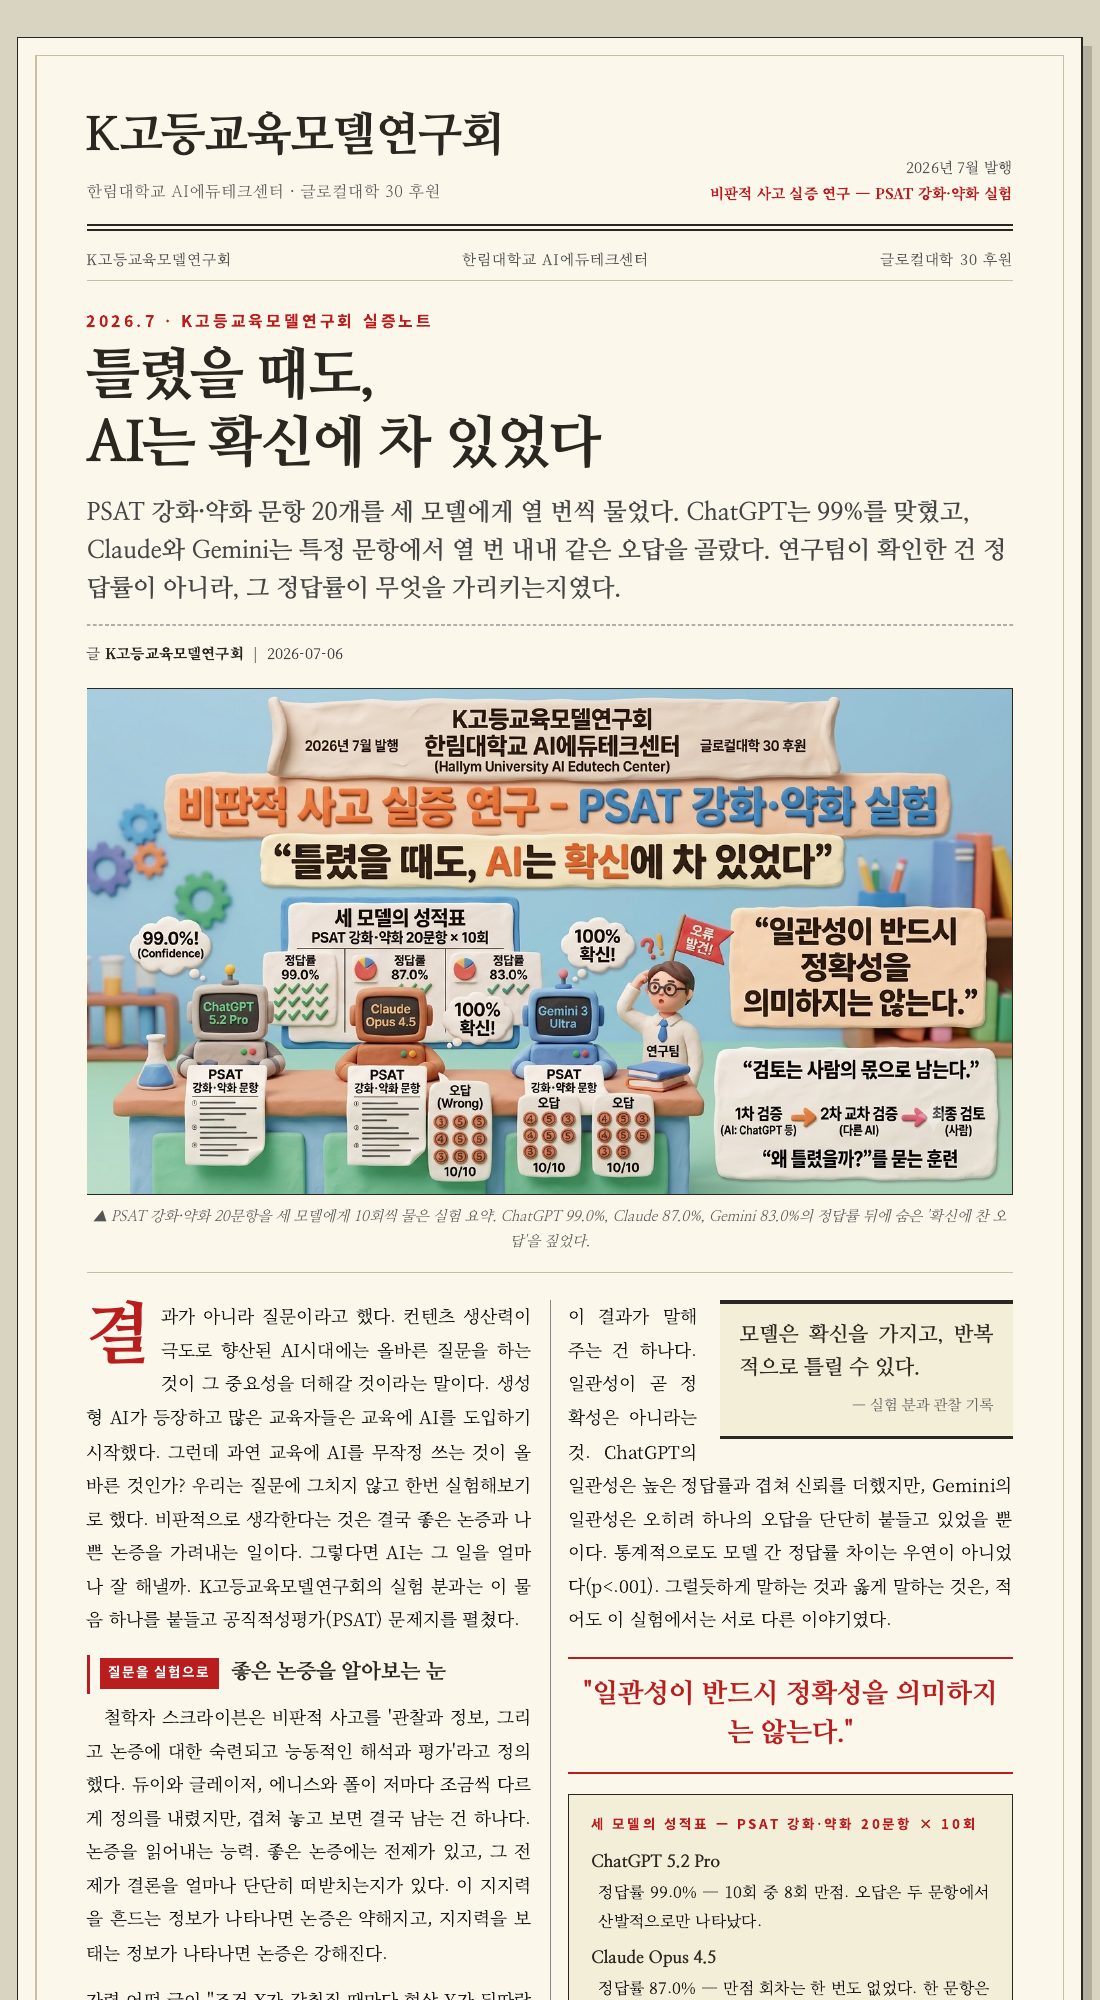 K고등교육모델연구회
한림대학교 AI에듀테크센터 · 글로컬대학 30 후원
2026년 7월 발행
비판적 사고 실증 연구 — PSAT 강화·약화 실험
K고등교육모델연구회
한림대학교 AI에듀테크센터
글로컬대학 30 후원
2026.7 · K고등교육모델연구회 실증노트
틀렸을 때도,
AI는 확신에 차 있었다
PSAT 강화·약화 문항 20개를 세 모델에게 열 번씩 물었다. ChatGPT는 99%를 맞혔고,
Claude와 Gemini는 특정 문항에서 열 번 내내 같은 오답을 골랐다. 연구팀이 확인한 건 정
답률이 아니라, 그 정답률이 무엇을 가리키는지였다.
글 K고등교육모델연구회 | 2026-07-06
K고등교육모델연구회
2026년 7월 발행
한림대학교 AI에듀테크센터
글로컬대학 30 후원
(Hallym University AI Edutech Center)
비판적 사고 실증 연구 – PSAT 강화·약화 실험
“틀렸을 때도, AI는 확신에 차 있었다”
세 모델의 성적표
PSAT 강화·약화 20문항 × 10회
정답률
99.0%
정답률
87.0%
정답률
83.0%
99.0%!
(Confidence)
100%
확신!
100%
확신!
?!
오류
발견!
ChatGPT
5.2 Pro
Claude
Opus 4.5
Gemini 3
Ultra
연구팀
PSAT
강화·약화 문항
PSAT
강화·약화 문항
오답
(Wrong)
③ ⑤ ⑤
④ ⑤ ⑤
③ ⑤ ⑤
10/10
PSAT
강화·약화 문항
오답
④ ⑤ ③
④ ⑤ ⑤
③ ⑤
10/10
오답
④ ⑤ ③
④ ⑤ ⑤
③ ⑤
10/10
“일관성이 반드시
정확성을
의미하지는 않는다.”
“검토는 사람의 몫으로 남는다.”
1차 검증
(AI: ChatGPT 등)
2차 교차 검증
(다른 AI)
최종 검토
(사람)
“왜 틀렸을까?”를 묻는 훈련
▲ PSAT 강화·약화 20문항을 세 모델에게 10회씩 물은 실험 요약. ChatGPT 99.0%, Claude 87.0%, Gemini 83.0%의 정답률 뒤에 숨은 '확신에 찬 오
답'을 짚었다.
결과가 아니라 질문이라고 했다. 컨텐츠 생산력이
극도로 향산된 AI시대에는 올바른 질문을 하는
것이 그 중요성을 더해갈 것이라는 말이다. 생성
형 AI가 등장하고 많은 교육자들은 교육에 AI를 도입하기
시작했다. 그런데 과연 교육에 AI를 무작정 쓰는 것이 올
바른 것인가? 우리는 질문에 그치지 않고 한번 실험해보기
로 했다. 비판적으로 생각한다는 것은 결국 좋은 논증과 나
쁜 논증을 가려내는 일이다. 그렇다면 AI는 그 일을 얼마
나 잘 해낼까. K고등교육모델연구회의 실험 분과는 이 물
음 하나를 붙들고 공직적성평가(PSAT) 문제지를 펼쳤다.
질문을 실험으로 좋은 논증을 알아보는 눈
철학자 스크라이븐은 비판적 사고를 '관찰과 정보, 그리
고 논증에 대한 숙련되고 능동적인 해석과 평가'라고 정의
했다. 듀이와 글레이저, 에니스와 폴이 저마다 조금씩 다르
게 정의를 내렸지만, 겹쳐 놓고 보면 결국 남는 건 하나다.
논증을 읽어내는 능력. 좋은 논증에는 전제가 있고, 그 전
제가 결론을 얼마나 단단히 떠받치는지가 있다. 이 지지력
을 흔드는 정보가 나타나면 논증은 약해지고, 지지력을 보
태는 정보가 나타나면 논증은 강해진다.
이 결과가 말해
주는 건 하나다.
일관성이 곧 정
확성은 아니라는
것. ChatGPT의
일관성은 높은 정답률과 겹쳐 신뢰를 더했지만, Gemini의
일관성은 오히려 하나의 오답을 단단히 붙들고 있었을 뿐
이다. 통계적으로도 모델 간 정답률 차이는 우연이 아니었
다(p<.001). 그럴듯하게 말하는 것과 옳게 말하는 것은, 적
어도 이 실험에서는 서로 다른 이야기였다.
모델은 확신을 가지고, 반복
적으로 틀릴 수 있다.
— 실험 분과 관찰 기록
"일관성이 반드시 정확성을 의미하지
는 않는다."
세 모델의 성적표 — PSAT 강화·약화 20문항 × 10회
ChatGPT 5.2 Pro
정답률 99.0% — 10회 중 8회 만점. 오답은 두 문항에서
산발적으로만 나타났다.
Claude Opus 4.5
정답률 87.0% — 만점 회차는 한 번도 없었다. 한 문항은